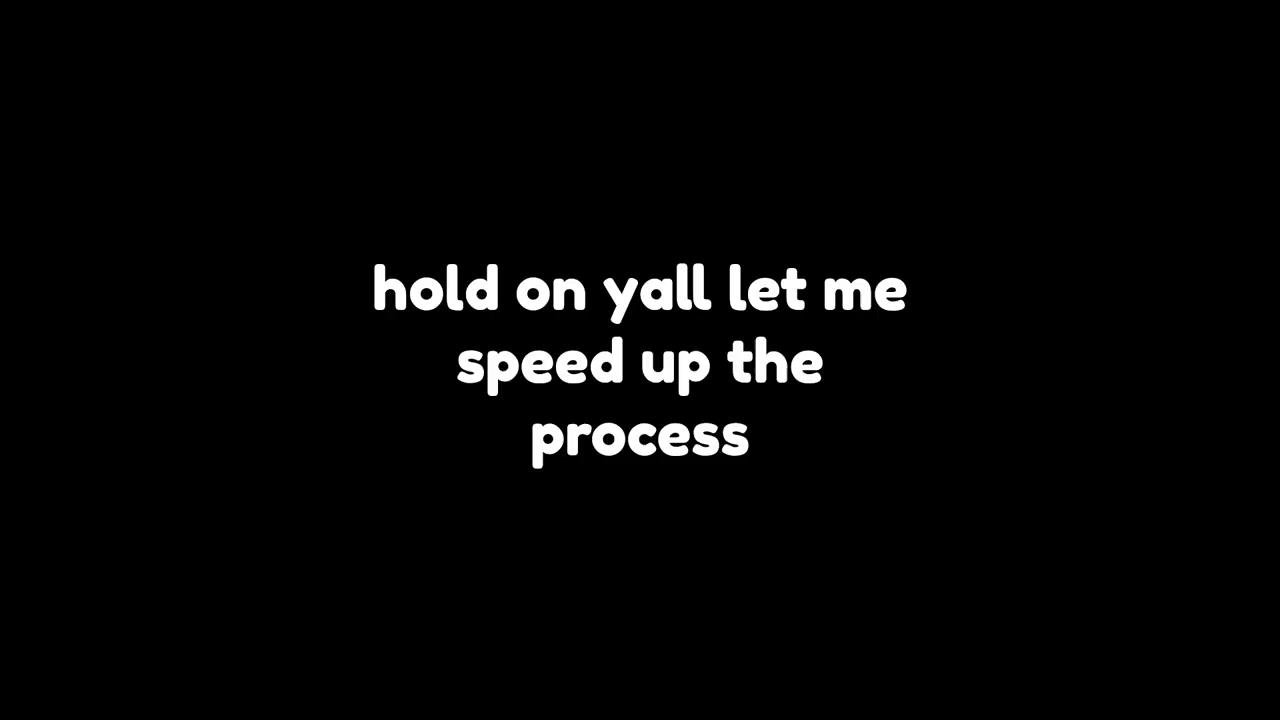 hold on yall let me
speed up the
process